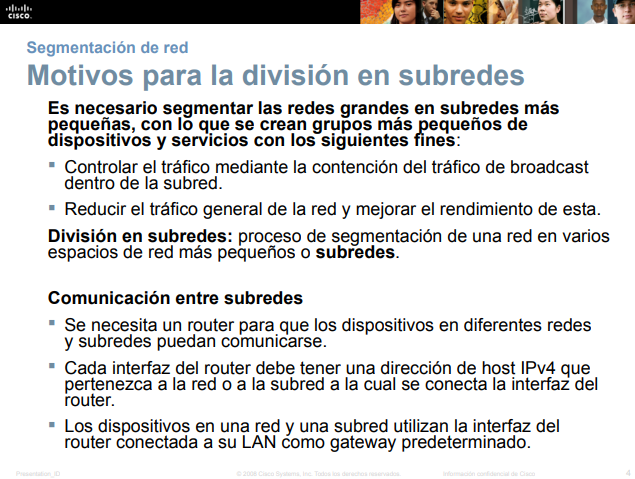 CISCO
Segmentación de red
Motivos para la división en subredes
Es necesario segmentar las redes grandes en subredes más
pequeñas, con lo que se crean grupos más pequeños de
dispositivos y servicios con los siguientes fines:
Controlar el tráfico mediante la contención del tráfico de broadcast
dentro de la subred.
Reducir el tráfico general de la red y mejorar el rendimiento de esta.
División en subredes: proceso de segmentación de una red en varios
espacios de red más pequeños o subredes.
Comunicación entre subredes
Se necesita un router para que los dispositivos en diferentes redes
y subredes puedan comunicarse.
Cada interfaz del router debe tener una dirección de host IPv4 que
pertenezca a la red o a la subred a la cual se conecta la interfaz del
router.
Los dispositivos en una red y una subred utilizan la interfaz del
router conectada a su LAN como gateway predeterminado.
Presentation_ID © 2008 Cisco Systems, Inc. Todos los derechos reservados. Información confidencial de Cisco 4